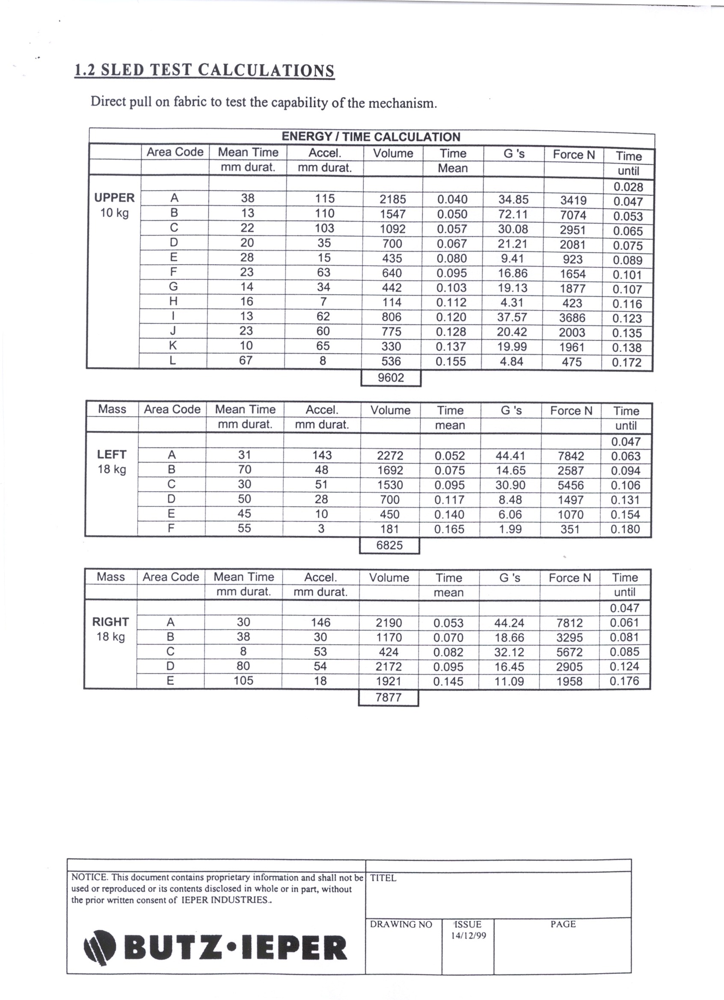 1.2 SLED TEST CALCULATIONS
Direct pull on fabric to test the capability of the mechanism.
ENERGY / TIME CALCULATION
Area Code Mean Time Accel. Volume Time G 's Force N Time
mm durat. mm durat. Mean until
0.028
UPPER A 38 115 2185 0.040 34.85 3419 0.047
10 kg B 13 110 1547 0.050 72.11 7074 0.053
C 22 103 1092 0.057 30.08 2951 0.065
D 20 35 700 0.067 21.21 2081 0.075
E 28 15 435 0.080 9.41 923 0.089
F 23 63 640 0.095 16.86 1654 0.101
G 14 34 442 0.103 19.13 1877 0.107
H 16 7 114 0.112 4.31 423 0.116
I 13 62 806 0.120 37.57 3686 0.123
J 23 60 775 0.128 20.42 2003 0.135
K 10 65 330 0.137 19.99 1961 0.138
L 67 8 536 0.155 4.84 475 0.172
9602
Mass Area Code Mean Time Accel. Volume Time G 's Force N Time
mm durat. mm durat. mean until
0.047
LEFT A 31 143 2272 0.052 44.41 7842 0.063
18 kg B 70 48 1692 0.075 14.65 2587 0.094
C 30 51 1530 0.095 30.90 5456 0.106
D 50 28 700 0.117 8.48 1497 0.131
E 45 10 450 0.140 6.06 1070 0.154
F 55 3 181 0.165 1.99 351 0.180
6825
Mass Area Code Mean Time Accel. Volume Time G 's Force N Time
mm durat. mm durat. mean until
0.047
RIGHT A 30 146 2190 0.053 44.24 7812 0.061
18 kg B 38 30 1170 0.070 18.66 3295 0.081
C 8 53 424 0.082 32.12 5672 0.085
D 80 54 2172 0.095 16.45 2905 0.124
E 105 18 1921 0.145 11.09 1958 0.176
7877
NOTICE. This document contains proprietary information and shall not be
used or reproduced or its contents disclosed in whole or in part, without
the prior written consent of IEPER INDUSTRIES..
BUTZ•IEPER
TITEL
DRAWING NO ISSUE PAGE
14/12/99